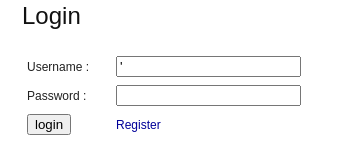 Login
Username : '
Password :
login Register